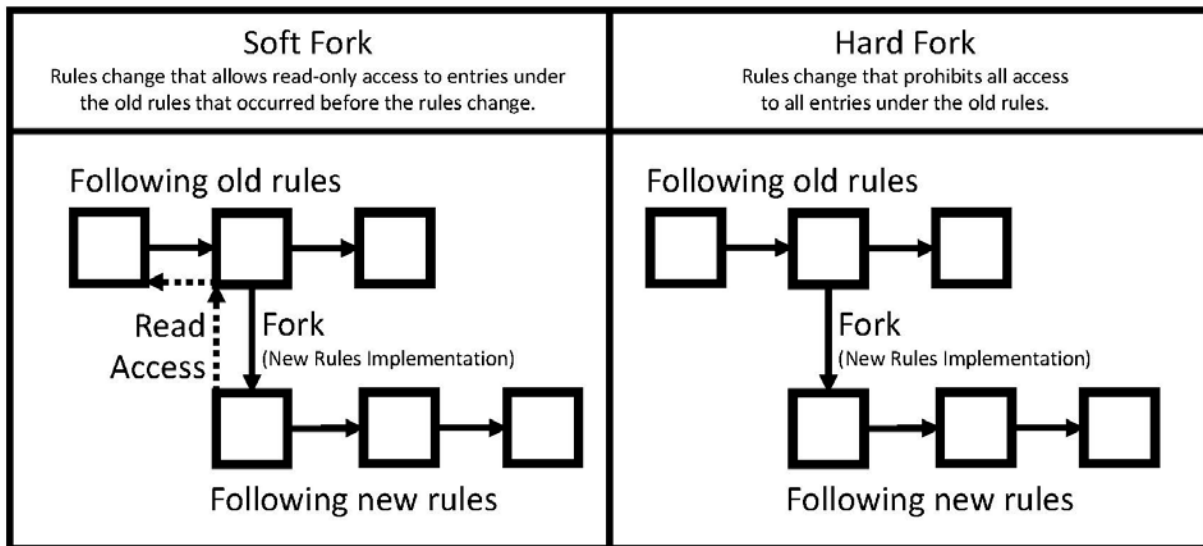 Soft Fork
Rules change that allows read-only access to entries under
the old rules that occurred before the rules change.
Hard Fork
Rules change that prohibits all access
to all entries under the old rules.
Following old rules
Read
Access
Fork
(New Rules Implementation)
Following new rules
Following old rules
Fork
(New Rules Implementation)
Following new rules